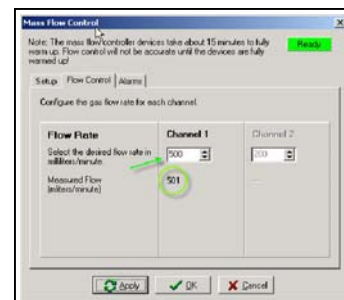 Mass Flow Control
Note: The mass flow/controller devices take about 15 minutes to fully
warm up. Flow control will not be accurate until the devices are fully
warmed up!
Ready
Setup Flow Control Alarms
Configure the gas flow rate for each channel.
Flow Rate Channel 1 Channel 2
Select the desired flow rate in
milliliters/minute. 500 200
Measured Flow 501 ---
(mliters/minute)
Apply OK Cancel